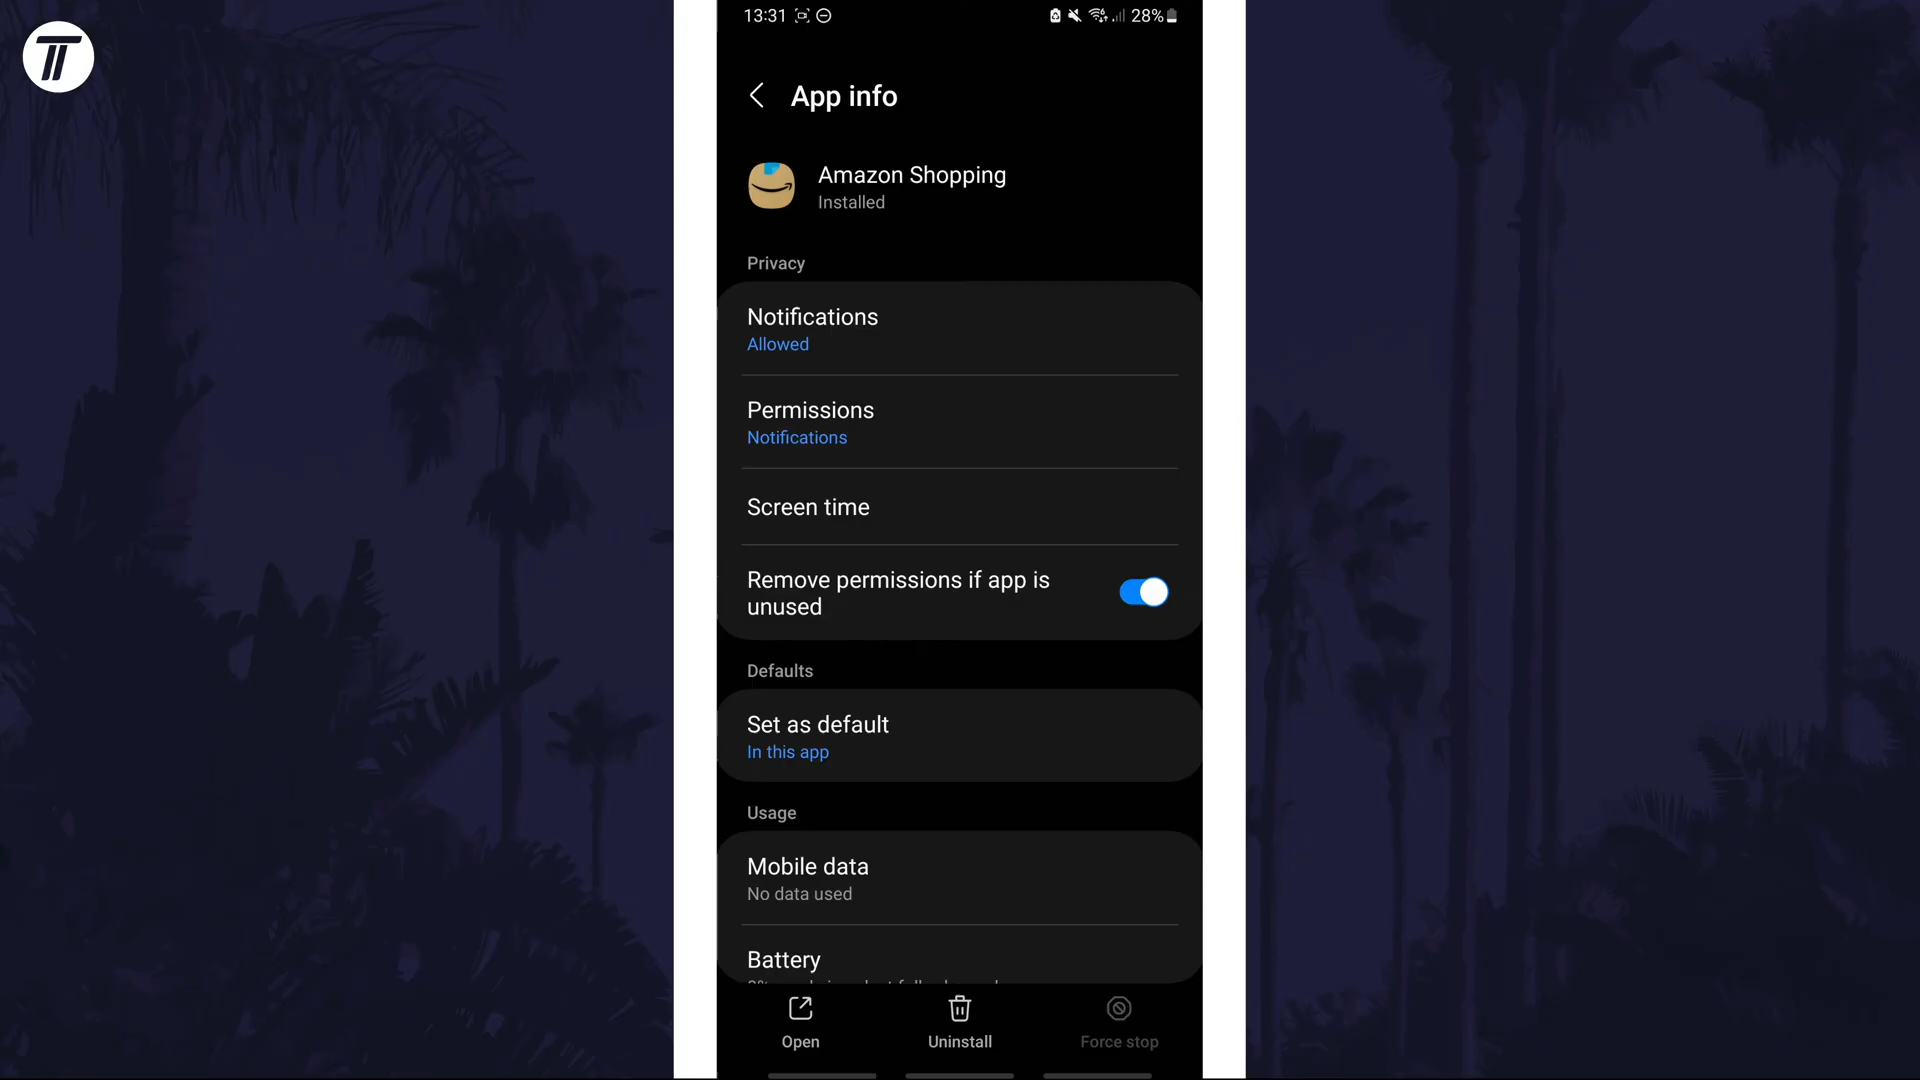 13:31 28%
App info
Amazon Shopping
Installed
Privacy
Notifications
Allowed
Permissions
Notifications
Screen time
Remove permissions if app is
unused
Defaults
Set as default
In this app
Usage
Mobile data
No data used
Battery
Open Uninstall Force stop